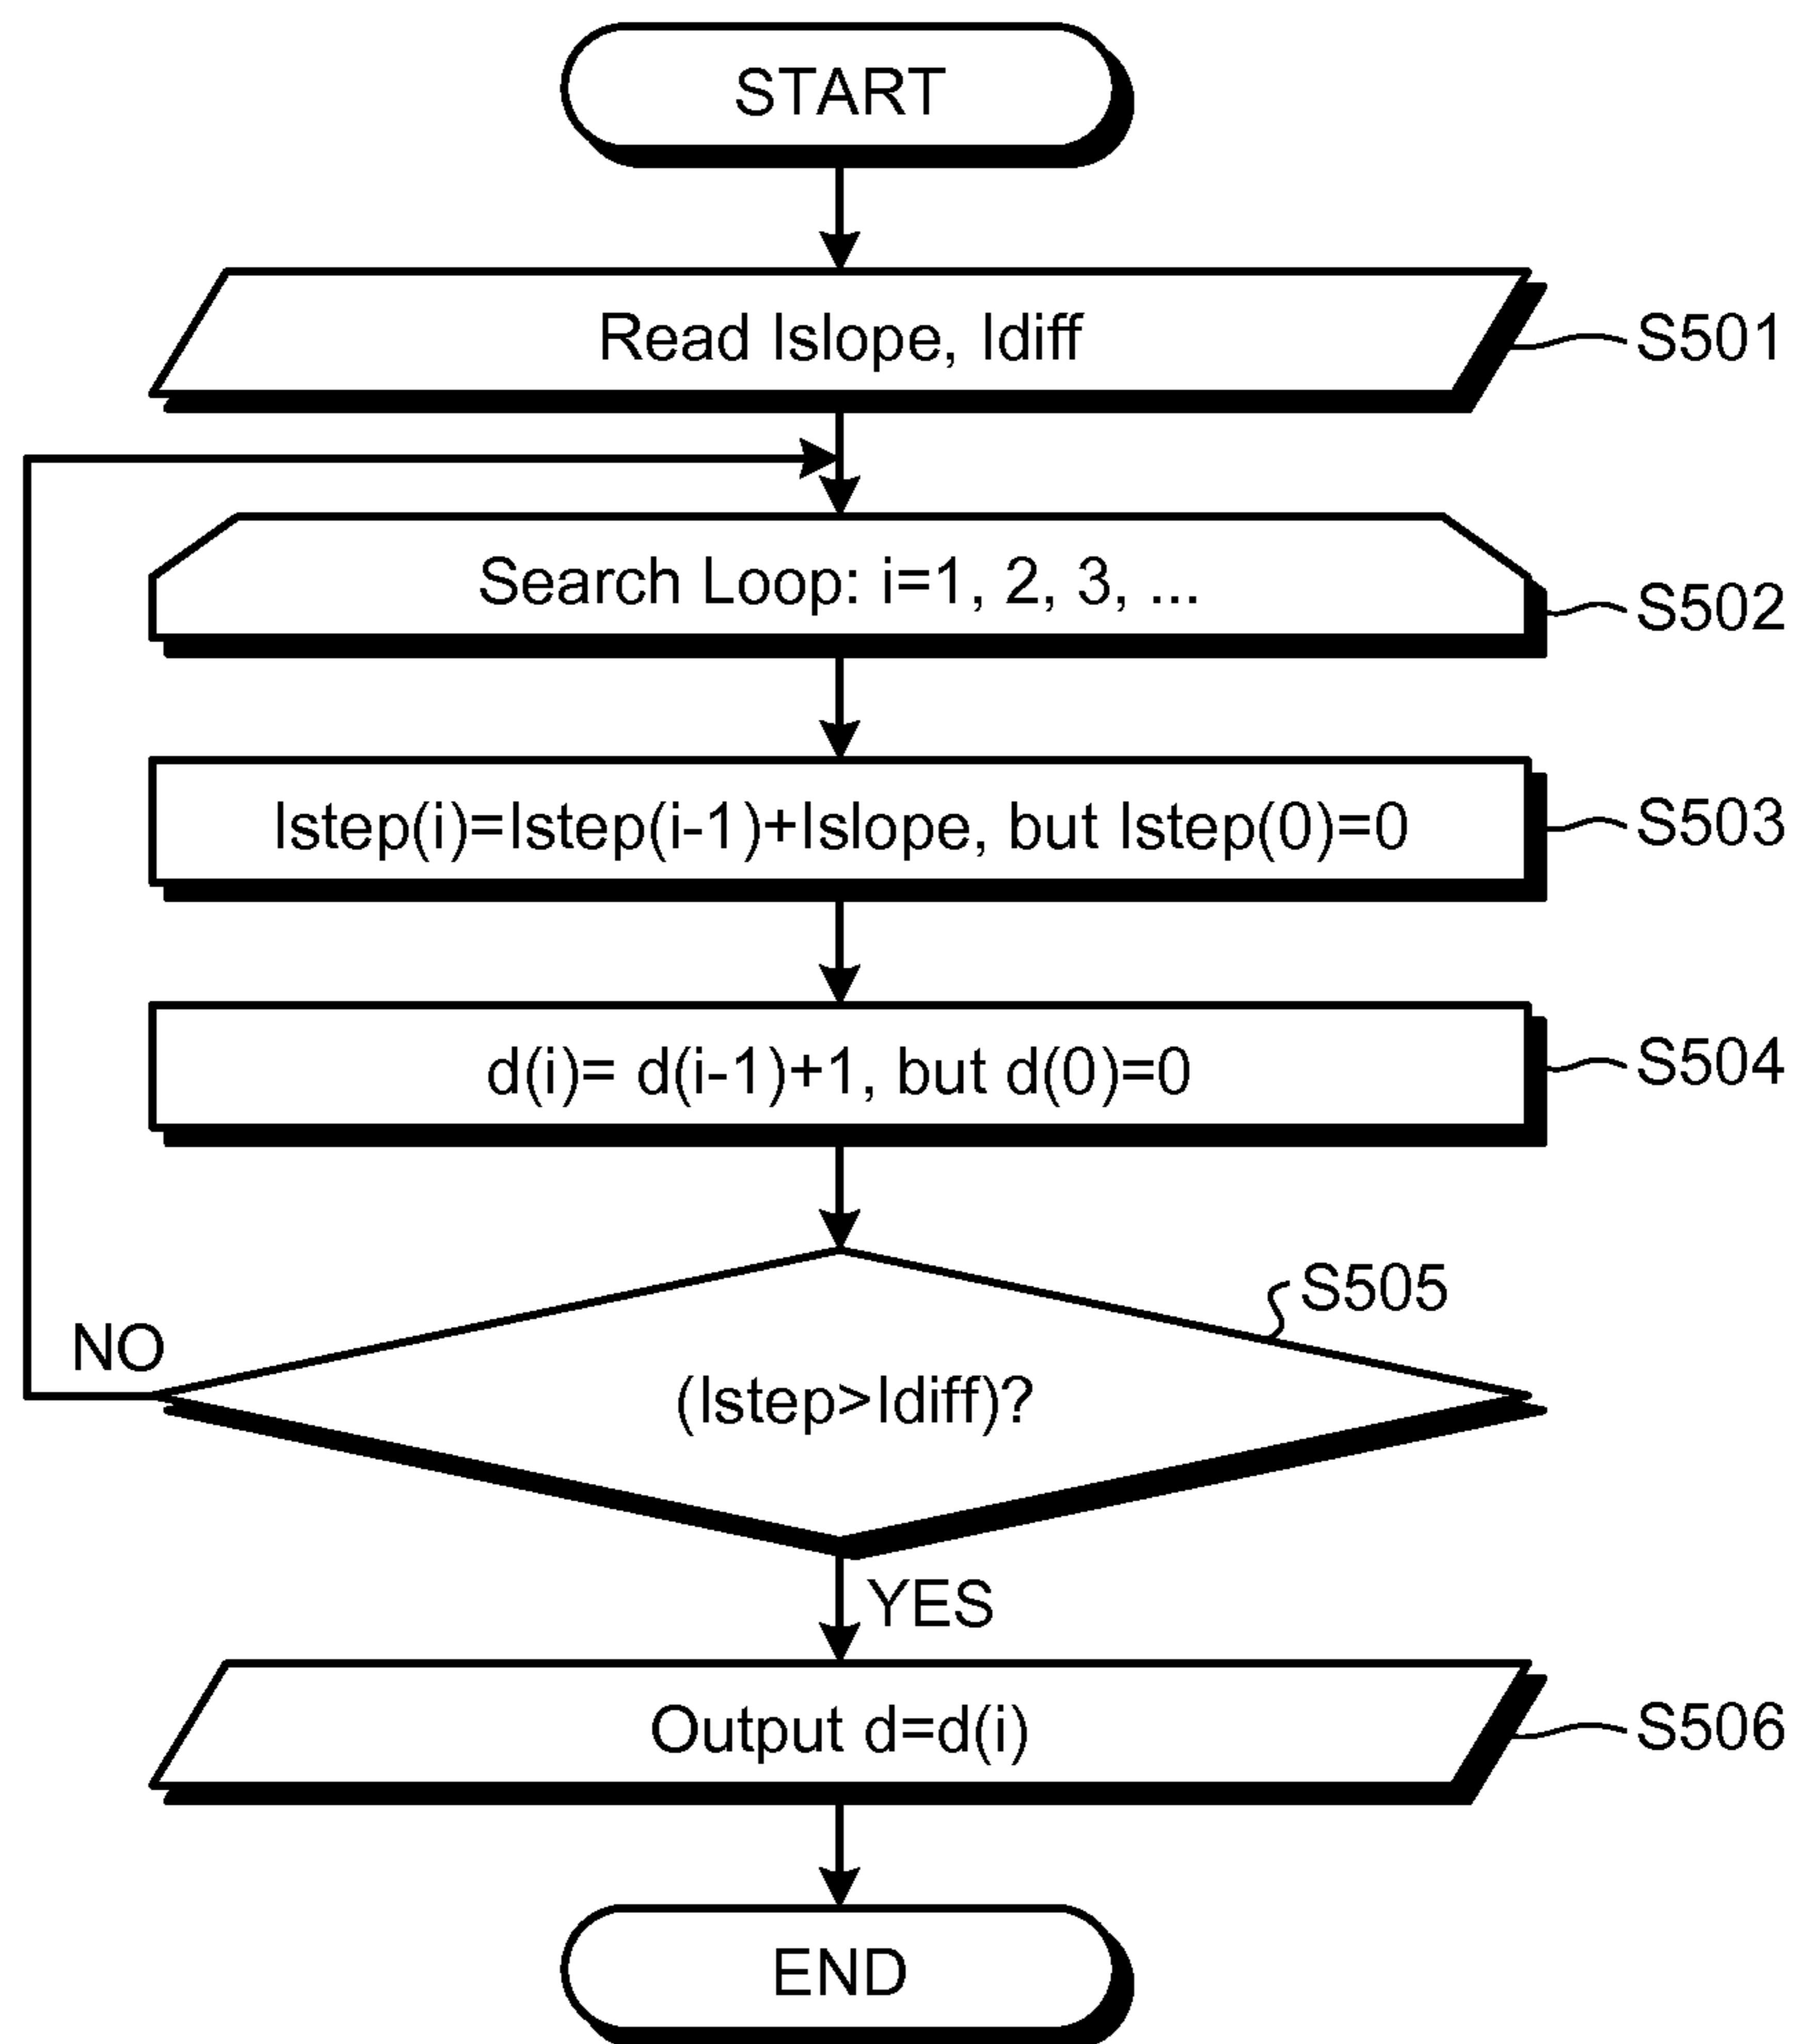 START
Read Islope, Idiff
S501
Search Loop: i=1, 2, 3, ...
S502
Istep(i)=Istep(i-1)+Islope, but Istep(0)=0
S503
d(i)= d(i-1)+1, but d(0)=0
S504
S505
NO
(Istep>Idiff)?
YES
Output d=d(i)
S506
END